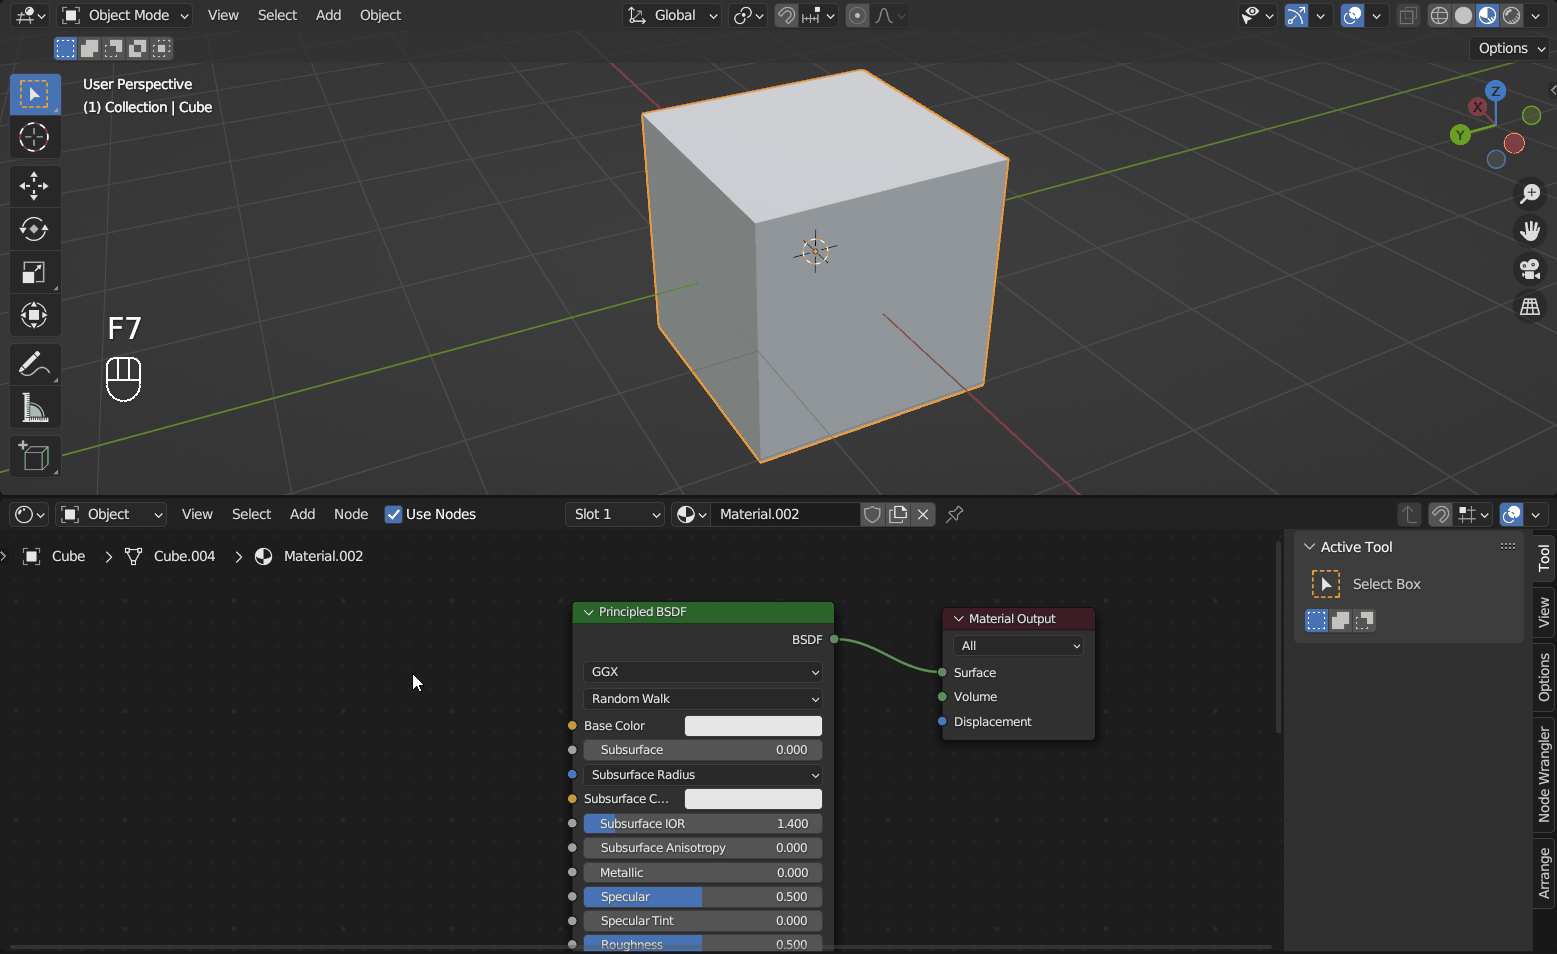 Object Mode View Select Add Object Global
Options
User Perspective
(1) Collection | Cube
Z
X
Y
F7
Object View Select Add Node Use Nodes Slot 1 Material.002
Cube Cube.004 Material.002
Active Tool
Select Box
Tool
View
Options
Node Wrangler
Arrange
Principled BSDF
BSDF
GGX
Random Walk
Base Color
Subsurface 0.000
Subsurface Radius
Subsurface C...
Subsurface IOR 1.400
Subsurface Anisotropy 0.000
Metallic 0.000
Specular 0.500
Specular Tint 0.000
Roughness 0.500
Material Output
All
Surface
Volume
Displacement